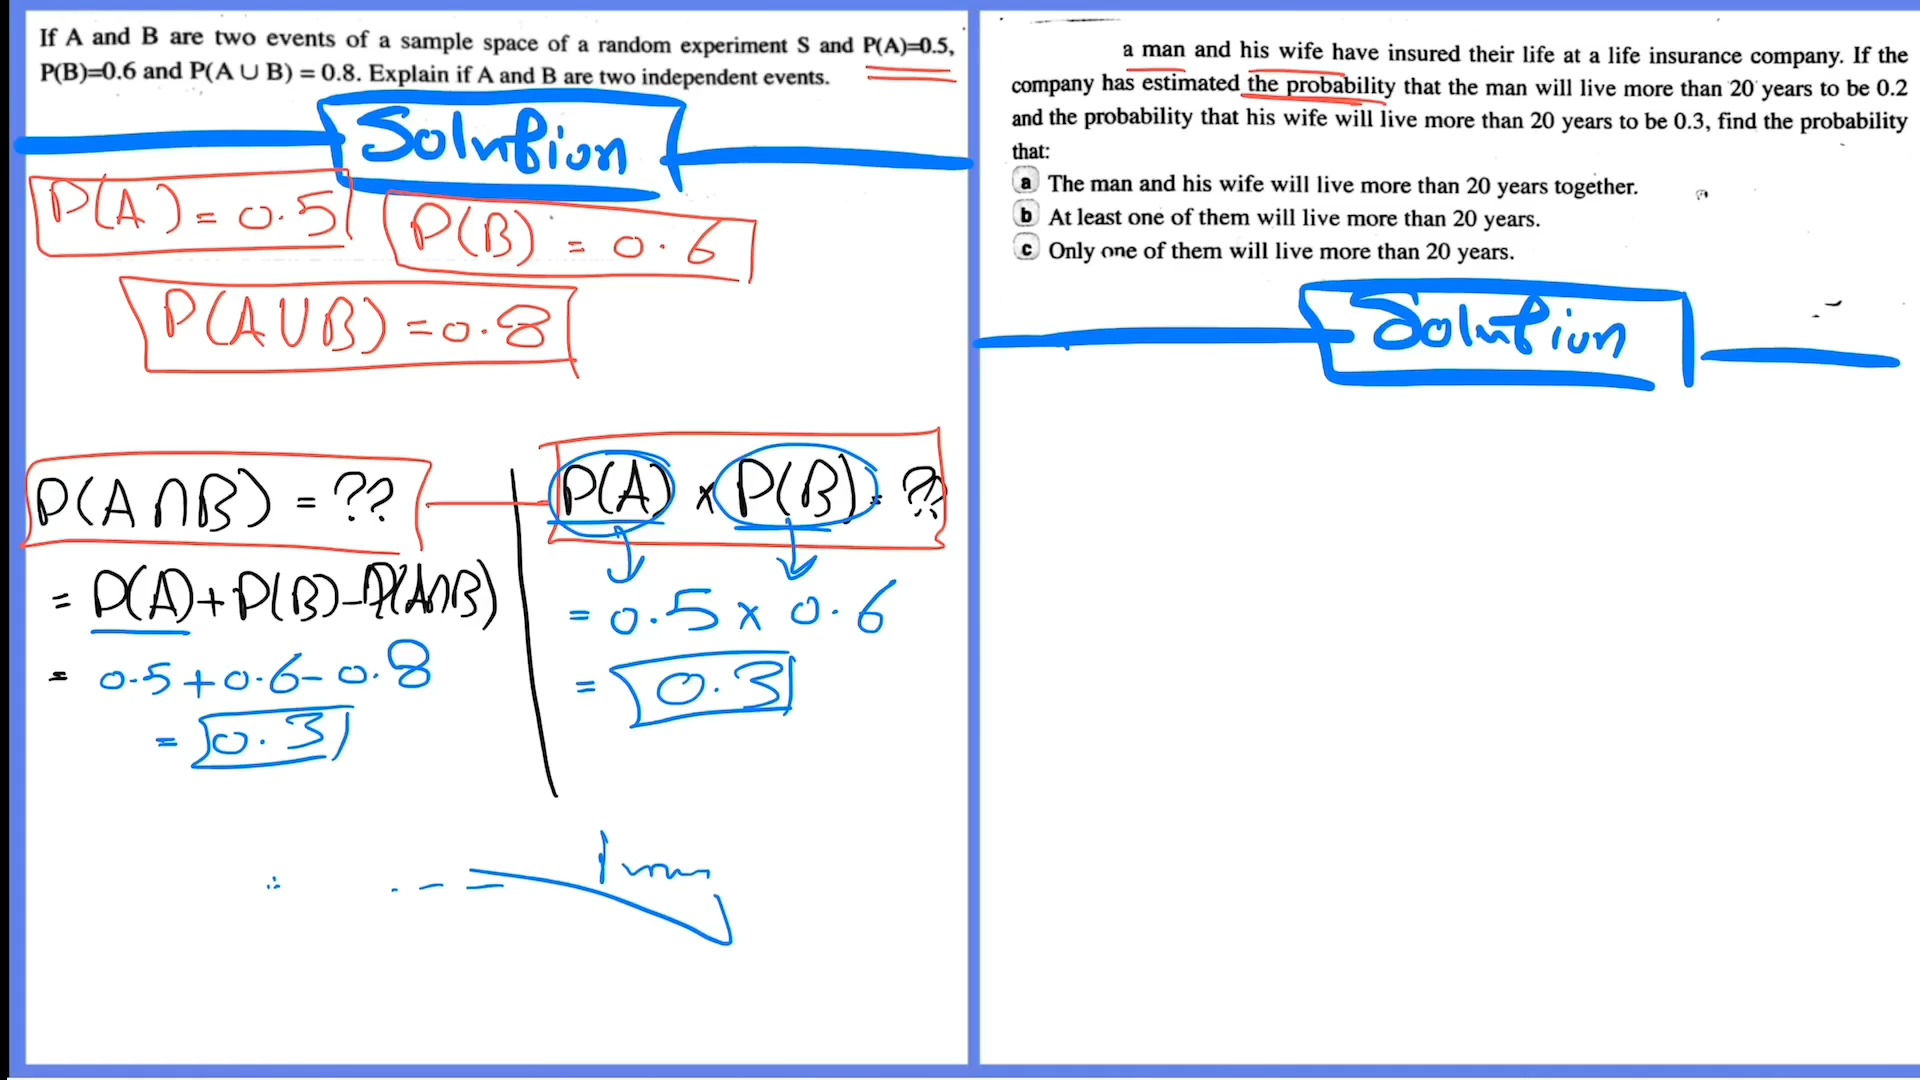 If A and B are two events of a sample space of a random experiment S and P(A)=0.5,
P(B)=0.6 and P(A ∪ B) = 0.8. Explain if A and B are two independent events.
Solution
P(A) = 0.5
P(B) = 0.6
P(A∪B) = 0.8
P(A∩B) = ??
= P(A)+P(B)-P(A∩B)
= 0.5+0.6-0.8
= 0.3
P(A) x P(B) = ??
= 0.5 x 0.6
= 0.3
a man and his wife have insured their life at a life insurance company. If the
company has estimated the probability that the man will live more than 20 years to be 0.2
and the probability that his wife will live more than 20 years to be 0.3, find the probability
that:
a The man and his wife will live more than 20 years together.
b At least one of them will live more than 20 years.
c Only one of them will live more than 20 years.
Solution